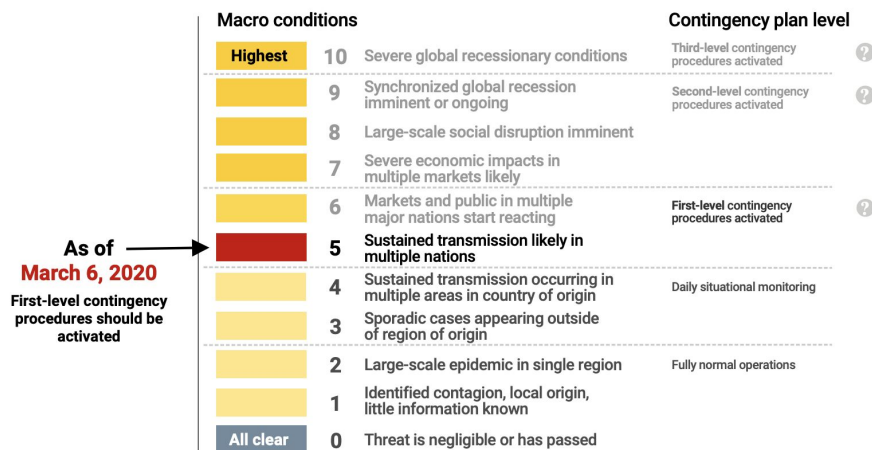 Macro conditions
Contingency plan level
Highest
10
Severe global recessionary conditions
Third-level contingency
procedures activated
?
9
Synchronized global recession
imminent or ongoing
Second-level contingency
procedures activated
?
8
Large-scale social disruption imminent
7
Severe economic impacts in
multiple markets likely
6
Markets and public in multiple
major nations start reacting
First-level contingency
procedures activated
?
As of
March 6, 2020
First-level contingency
procedures should be
activated
5
Sustained transmission likely in
multiple nations
4
Sustained transmission occurring in
multiple areas in country of origin
Daily situational monitoring
3
Sporadic cases appearing outside
of region of origin
2
Large-scale epidemic in single region
Fully normal operations
1
Identified contagion, local origin,
little information known
All clear
0
Threat is negligible or has passed